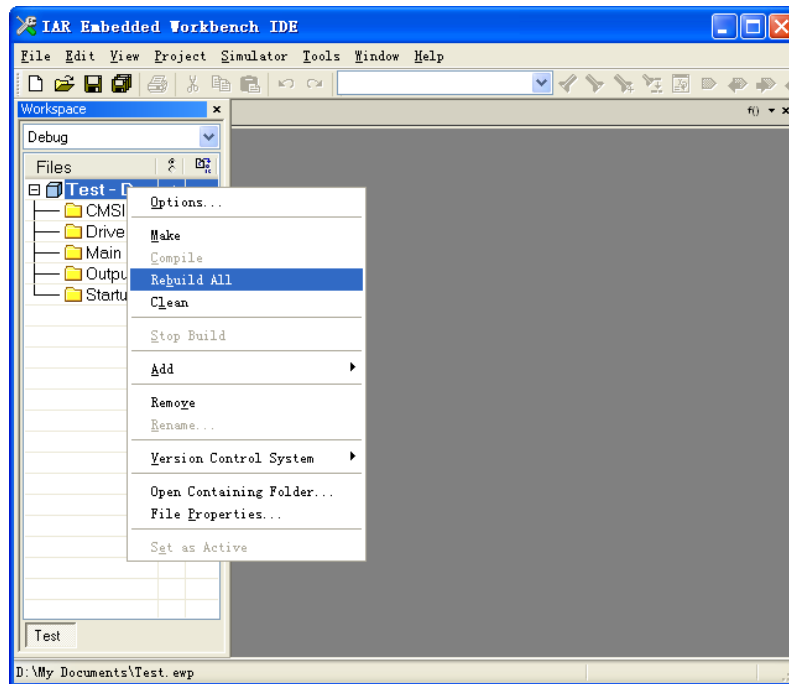 IAR Embedded Workbench IDE
File Edit View Project Simulator Tools Window Help
Workspace
f()
Debug
Files
Test - D
CMSI
Drive
Main
Outpu
Startu
Options...
Make
Compile
Rebuild All
Clean
Stop Build
Add
Remove
Rename...
Version Control System
Open Containing Folder...
File Properties...
Set as Active
Test
D:\My Documents\Test.ewp